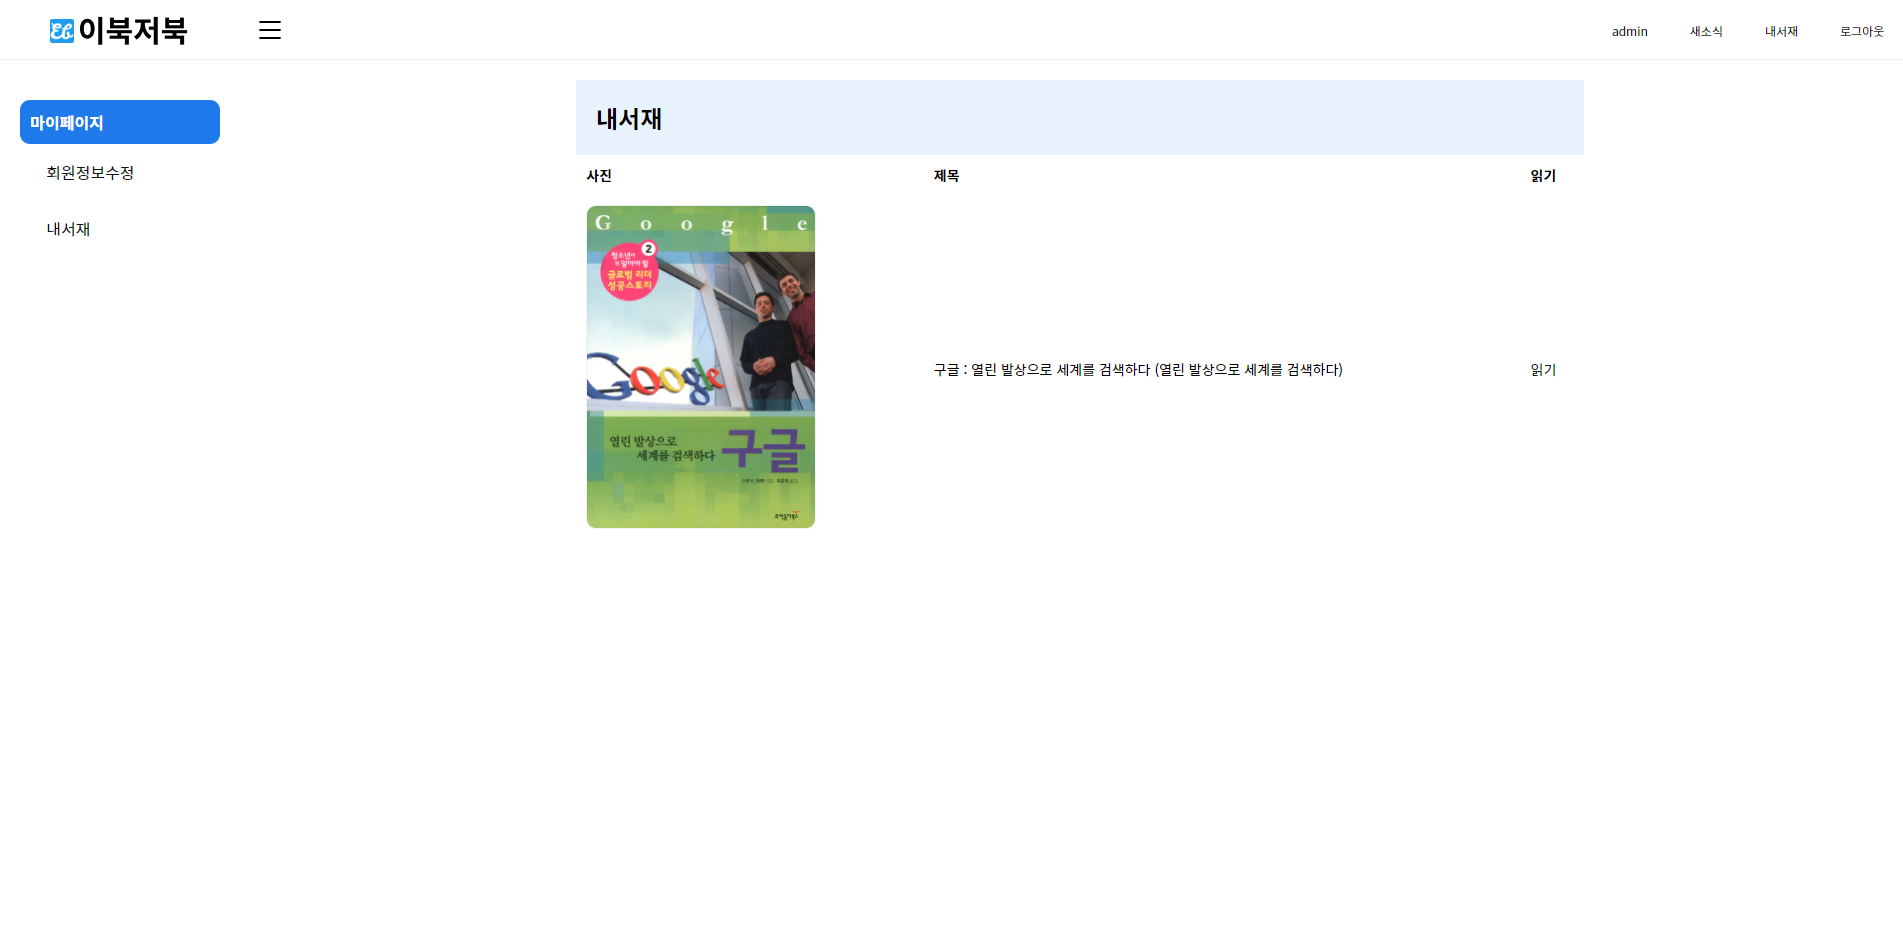 Eb 이북저북
admin 새소식 내서재 로그아웃
마이페이지
회원정보수정
내서재
내서재
사진 제목 읽기
Google
2
청소년이
꼭 알아야 할
글로벌 리더
성공스토리
Google
열린 발상으로
세계를 검색하다 구글
구글 : 열린 발상으로 세계를 검색하다 (열린 발상으로 세계를 검색하다) 읽기